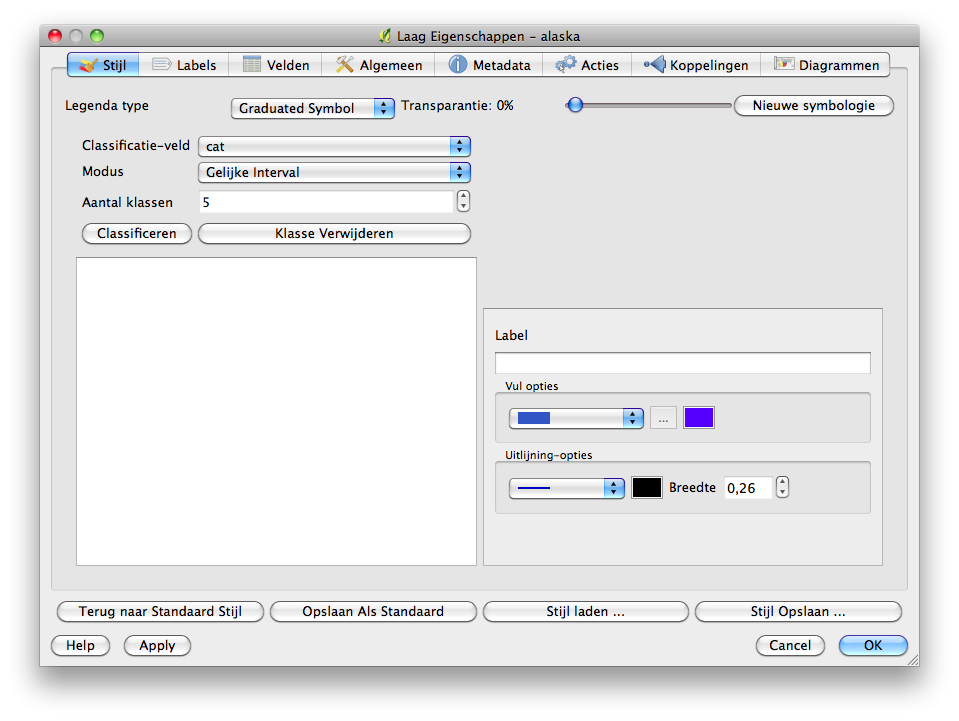 Laag Eigenschappen - alaska
Stijl Labels Velden Algemeen Metadata Acties Koppelingen Diagrammen
Legenda type Graduated Symbol Transparantie: 0% Nieuwe symbologie
Classificatie-veld cat
Modus Gelijke Interval
Aantal klassen 5
Classificeren Klasse Verwijderen
Label
Vul opties
...
Uitlijning-opties
Breedte 0,26
Terug naar Standaard Stijl Opslaan Als Standaard Stijl laden ... Stijl Opslaan ...
Help Apply Cancel OK